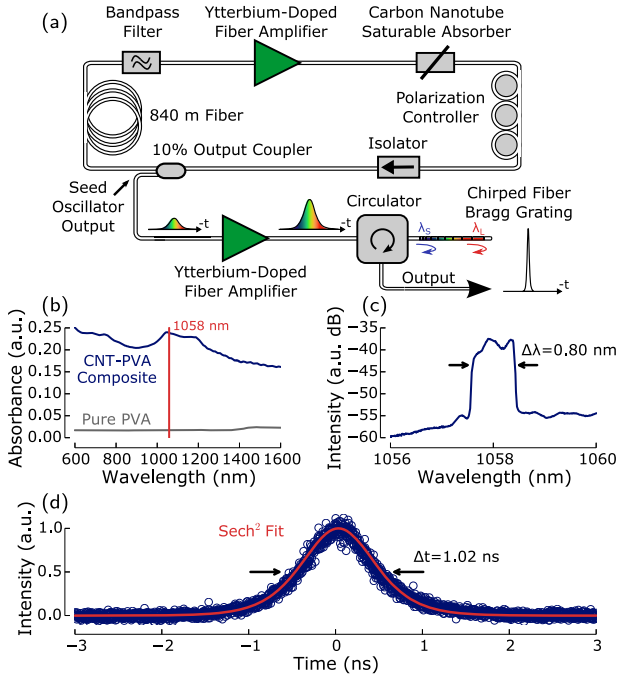 (a)
Bandpass
Filter
Ytterbium-Doped
Fiber Amplifier
Carbon Nanotube
Saturable Absorber
840 m Fiber
Polarization
Controller
10% Output Coupler
Isolator
Seed
Oscillator
Output
-t
-t
Circulator
Chirped Fiber
Bragg Grating
λS
λL
Ytterbium-Doped
Fiber Amplifier
Output
-t
(b)
Absorbance (a.u.)
0.25
0.20
0.15
0.10
0.05
0.00
1058 nm
CNT-PVA
Composite
Pure PVA
600 800 1000 1200 1400 1600
Wavelength (nm)
(c)
Intensity (a.u. dB)
−35
−40
−45
−50
−55
−60
Δλ=0.80 nm
1056 1058 1060
Wavelength (nm)
(d)
Intensity (a.u.)
1.0
0.5
0.0
Sech² Fit
Δt=1.02 ns
−3 −2 −1 0 1 2 3
Time (ns)